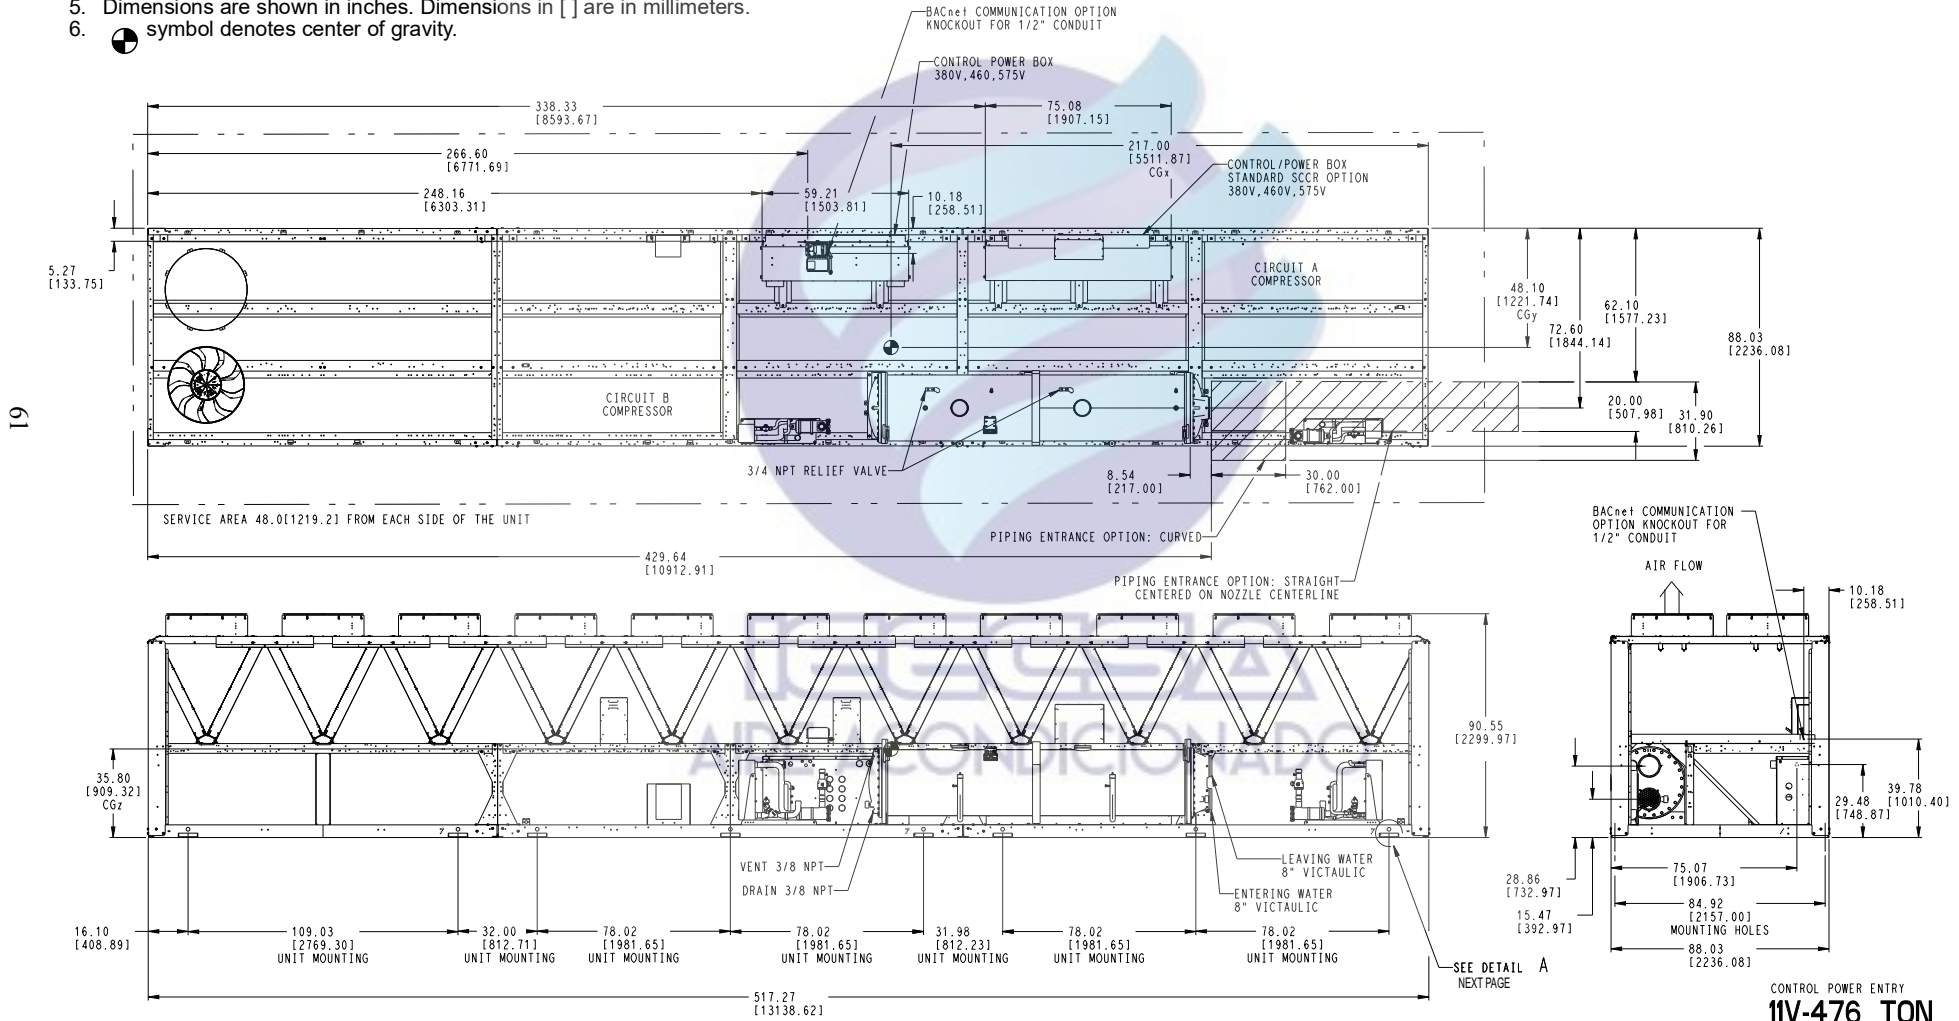 5. Dimensions are shown in inches. Dimensions in [ ] are in millimeters.
6. symbol denotes center of gravity.
BACnet COMMUNICATION OPTION
KNOCKOUT FOR 1/2" CONDUIT
CONTROL POWER BOX
380V,460,575V
338.33
[8593.67]
75.08
[1907.15]
266.60
[6771.69]
217.00
[5511.87]
CGx
CONTROL/POWER BOX
STANDARD SCCR OPTION
380V,460V,575V
248.16
[6303.31]
59.21
[1503.81]
10.18
[258.51]
5.27
[133.75]
CIRCUIT A
COMPRESSOR
48.10
[1221.74]
CGy
62.10
[1577.23]
72.60
[1844.14]
88.03
[2236.08]
CIRCUIT B
COMPRESSOR
20.00
[507.98]
31.90
[810.26]
61
3/4 NPT RELIEF VALVE
8.54
[217.00]
30.00
[762.00]
SERVICE AREA 48.0[1219.2] FROM EACH SIDE OF THE UNIT
PIPING ENTRANCE OPTION: CURVED
429.64
[10912.91]
PIPING ENTRANCE OPTION: STRAIGHT
CENTERED ON NOZZLE CENTERLINE
BACnet COMMUNICATION
OPTION KNOCKOUT FOR
1/2" CONDUIT
AIR FLOW
10.18
[258.51]
AIRE ACONDICIONADO
90.55
[2299.97]
35.80
[909.32]
CGz
39.78
[1010.40]
29.48
[748.87]
VENT 3/8 NPT
DRAIN 3/8 NPT
LEAVING WATER
8" VICTAULIC
ENTERING WATER
8" VICTAULIC
28.86
[732.97]
15.47
[392.97]
75.07
[1906.73]
84.92
[2157.00]
MOUNTING HOLES
88.03
[2236.08]
16.10
[408.89]
109.03
[2769.30]
UNIT MOUNTING
32.00
[812.71]
UNIT MOUNTING
78.02
[1981.65]
UNIT MOUNTING
78.02
[1981.65]
UNIT MOUNTING
31.98
[812.23]
UNIT MOUNTING
78.02
[1981.65]
UNIT MOUNTING
78.02
[1981.65]
UNIT MOUNTING
SEE DETAIL A
NEXT PAGE
517.27
[13138.62]
CONTROL POWER ENTRY
11V-476 TON